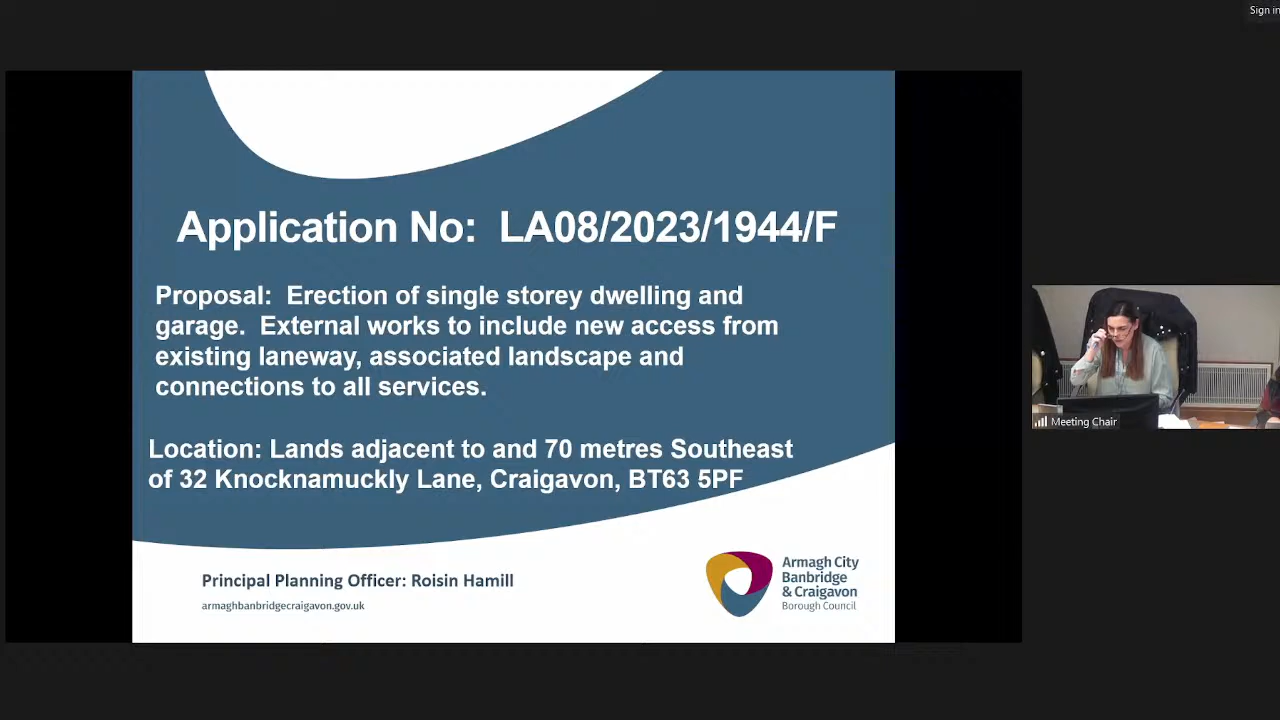 Sign in
Application No: LA08/2023/1944/F
Proposal: Erection of single storey dwelling and
garage. External works to include new access from
existing laneway, associated landscape and
connections to all services.
Location: Lands adjacent to and 70 metres Southeast
of 32 Knocknamuckly Lane, Craigavon, BT63 5PF
Principal Planning Officer: Roisin Hamill
armaghbanbridgecraigavon.gov.uk
Armagh City
Banbridge
& Craigavon
Borough Council
Meeting Chair